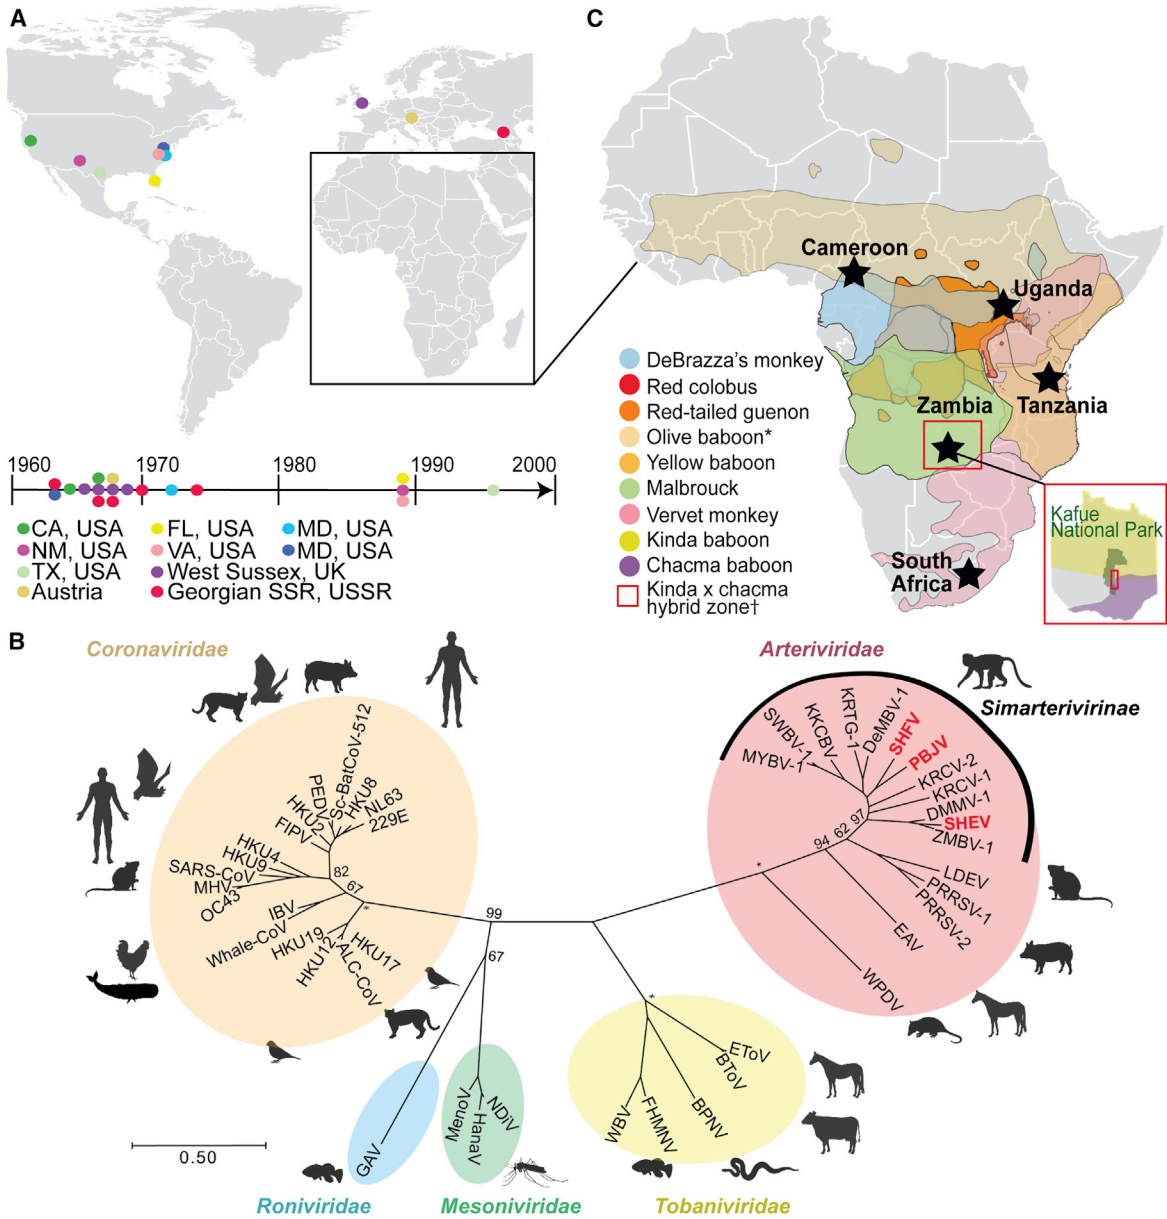 A
1960
1970
1980
1990
2000
CA, USA
FL, USA
MD, USA
NM, USA
VA, USA
MD, USA
TX, USA
West Sussex, UK
Austria
Georgian SSR, USSR
C
Cameroon
Uganda
Zambia
Tanzania
South
Africa
DeBrazza's monkey
Red colobus
Red-tailed guenon
Olive baboon*
Yellow baboon
Malbrouck
Vervet monkey
Kinda baboon
Chacma baboon
Kinda x chacma
hybrid zone†
Kafue
National Park
B
Coronaviridae
Sc-BatCoV-512
HKU8
PEDV
HKU2
NL63
229E
FIPV
HKU4
HKU9
SARS-CoV
MHV
OC43
IBV
Whale-CoV
HKU19
HKU12
ALC-CoV
HKU17
82
67
*
99
67
Arteriviridae
Simarterivirinae
MYBV-1
SWBV-1
KKCBV
KRTG-1
DeMBV-1
SHFV
PBJV
KRCV-2
KRCV-1
DMMV-1
SHEV
ZMBV-1
LDEV
PRRSV-1
PRRSV-2
EAV
WPDV
*
94
62
97
GAV
MenoV
HanaV
NDiV
*
EToV
BToV
BPNV
FHMNV
WBV
0.50
Roniviridae
Mesoniviridae
Tobaniviridae